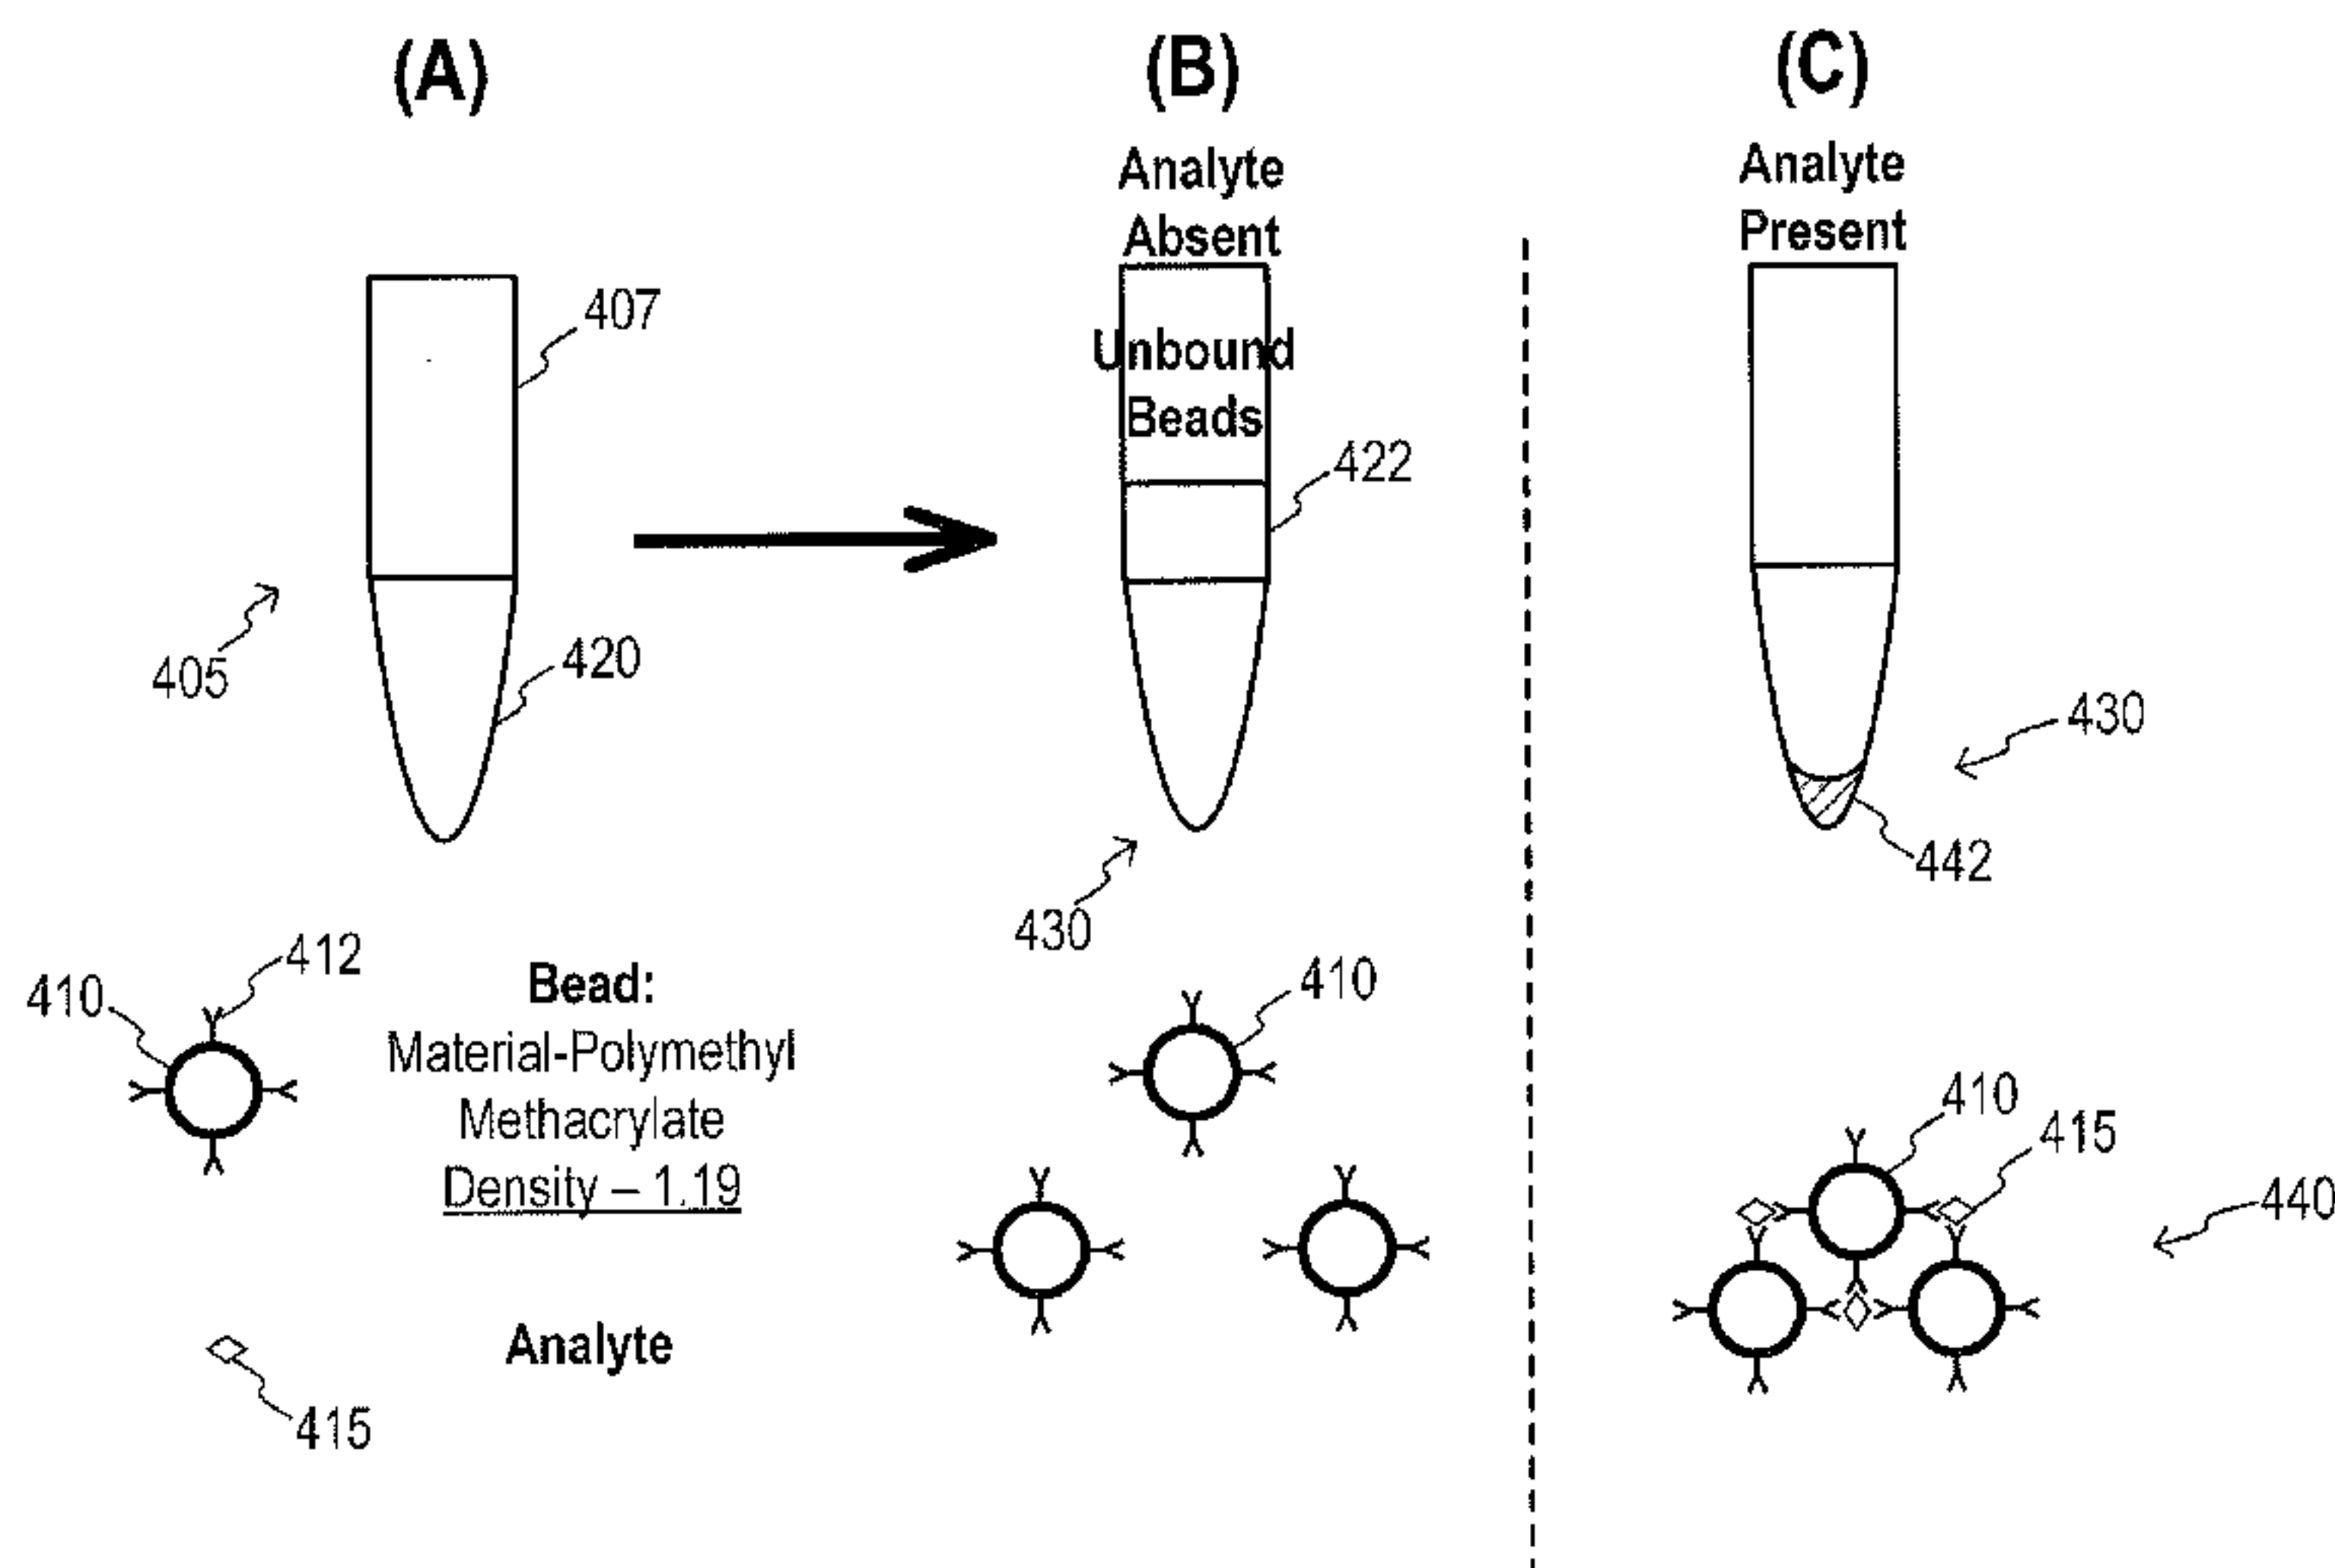 (A)
(B)
(C)
Analyte
Absent
Analyte
Present
407
Unbound
Beads
422
405
420
430
442
430
412
410
Bead:
Material-Polymethyl
Methacrylate
Density – 1.19
410
410
415
440
Analyte
415